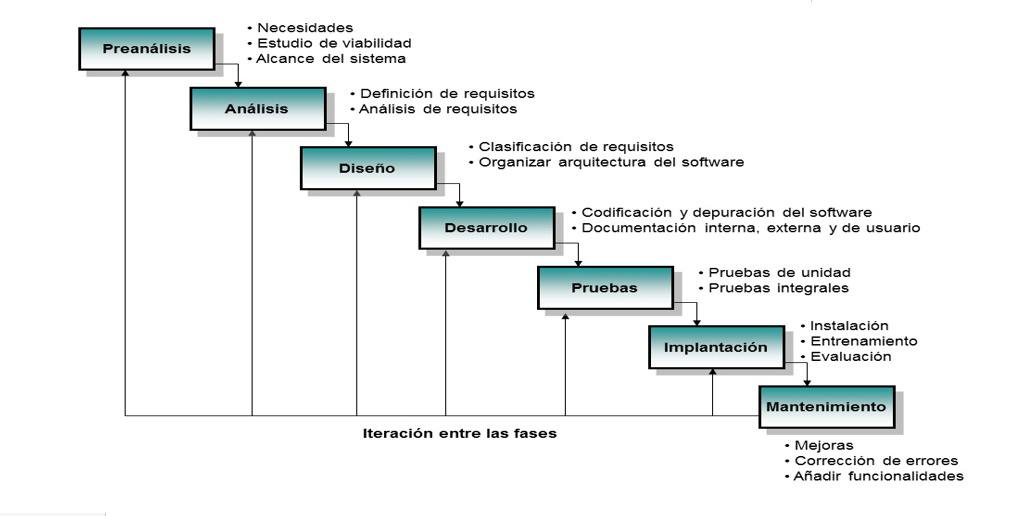 Preanálisis
• Necesidades
• Estudio de viabilidad
• Alcance del sistema
Análisis
• Definición de requisitos
• Análisis de requisitos
Diseño
• Clasificación de requisitos
• Organizar arquitectura del software
Desarrollo
• Codificación y depuración del software
• Documentación interna, externa y de usuario
Pruebas
• Pruebas de unidad
• Pruebas integrales
Implantación
• Instalación
• Entrenamiento
• Evaluación
Mantenimiento
Iteración entre las fases
• Mejoras
• Corrección de errores
• Añadir funcionalidades